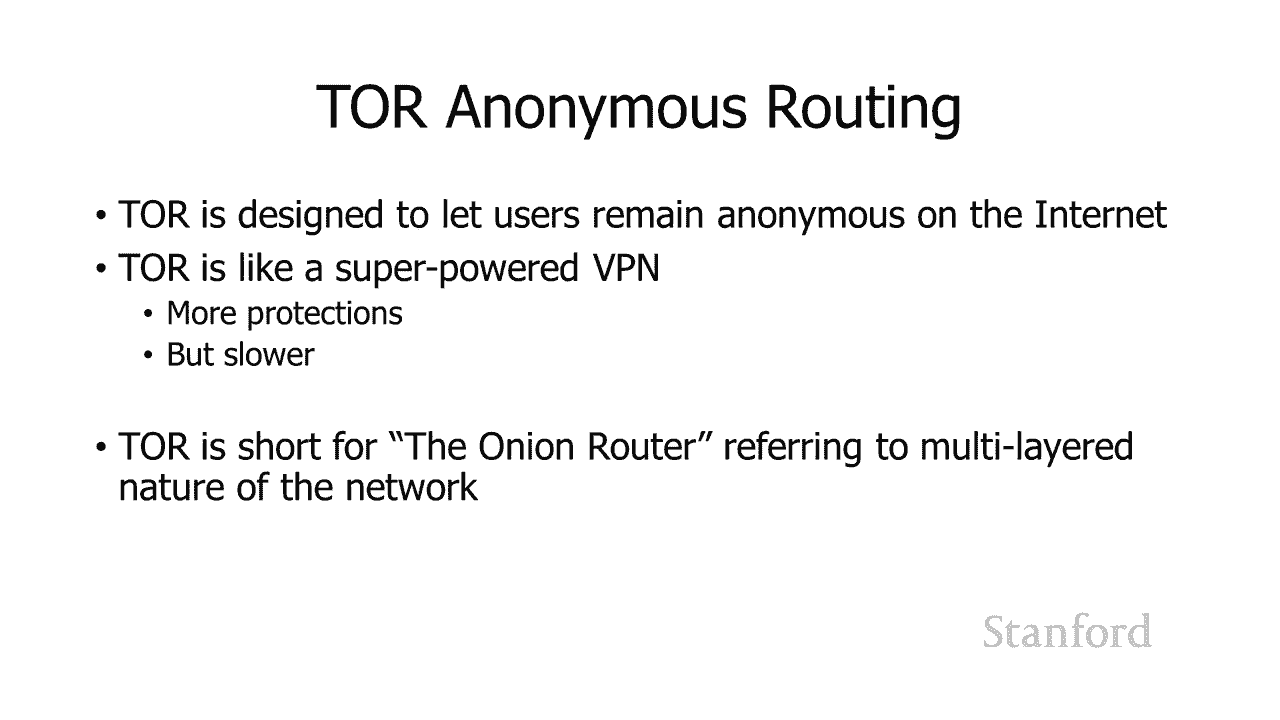 TOR Anonymous Routing
• TOR is designed to let users remain anonymous on the Internet
• TOR is like a super-powered VPN
• More protections
• But slower
• TOR is short for “The Onion Router” referring to multi-layered
nature of the network
Stanford